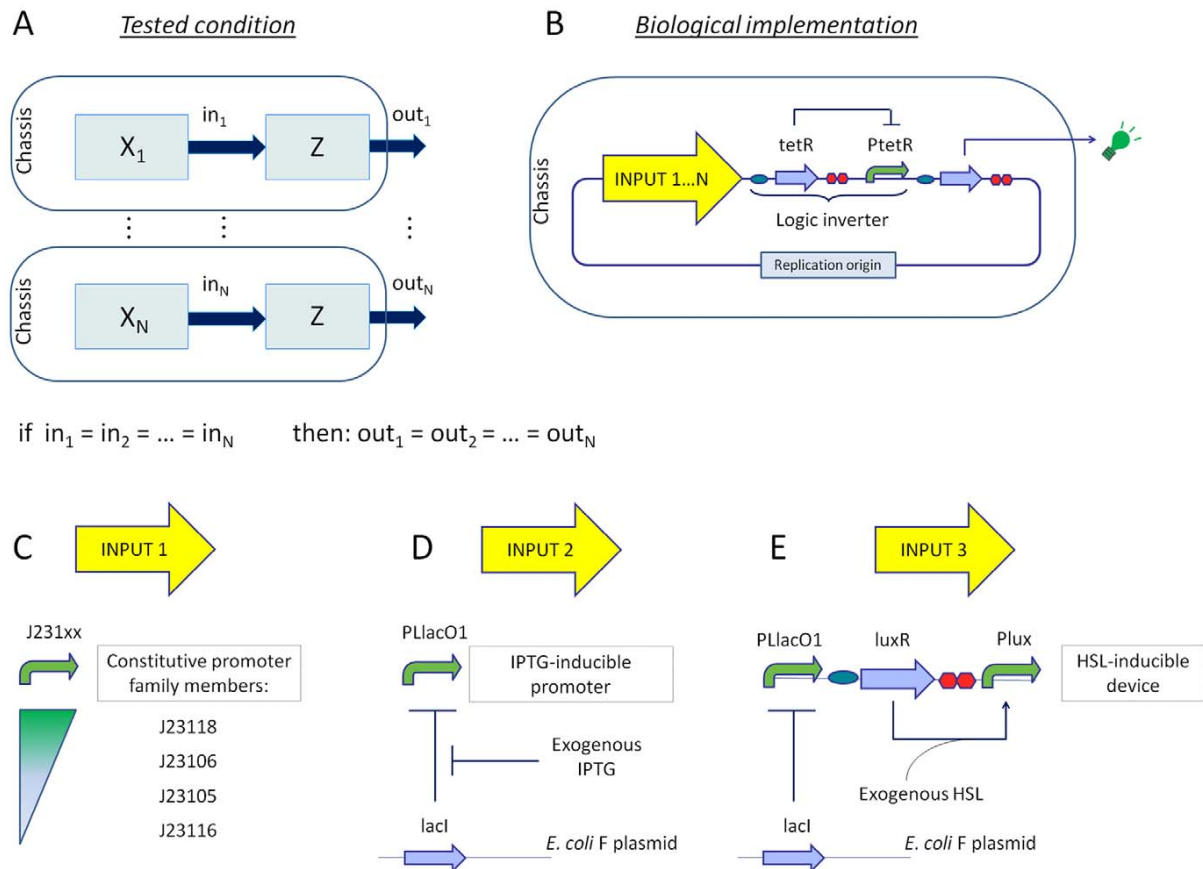 A
Tested condition
Chassis
X1
in1
Z
out1
Chassis
XN
inN
Z
outN
if in1 = in2 = ... = inN then: out1 = out2 = ... = outN
B
Biological implementation
Chassis
INPUT 1...N
tetR
PtetR
Logic inverter
Replication origin
C
INPUT 1
J231xx
Constitutive promoter
family members:
J23118
J23106
J23105
J23116
D
INPUT 2
PLlacO1
IPTG-inducible
promoter
Exogenous
IPTG
lacI
E. coli F plasmid
E
INPUT 3
PLlacO1
luxR
Plux
HSL-inducible
device
Exogenous HSL
lacI
E. coli F plasmid